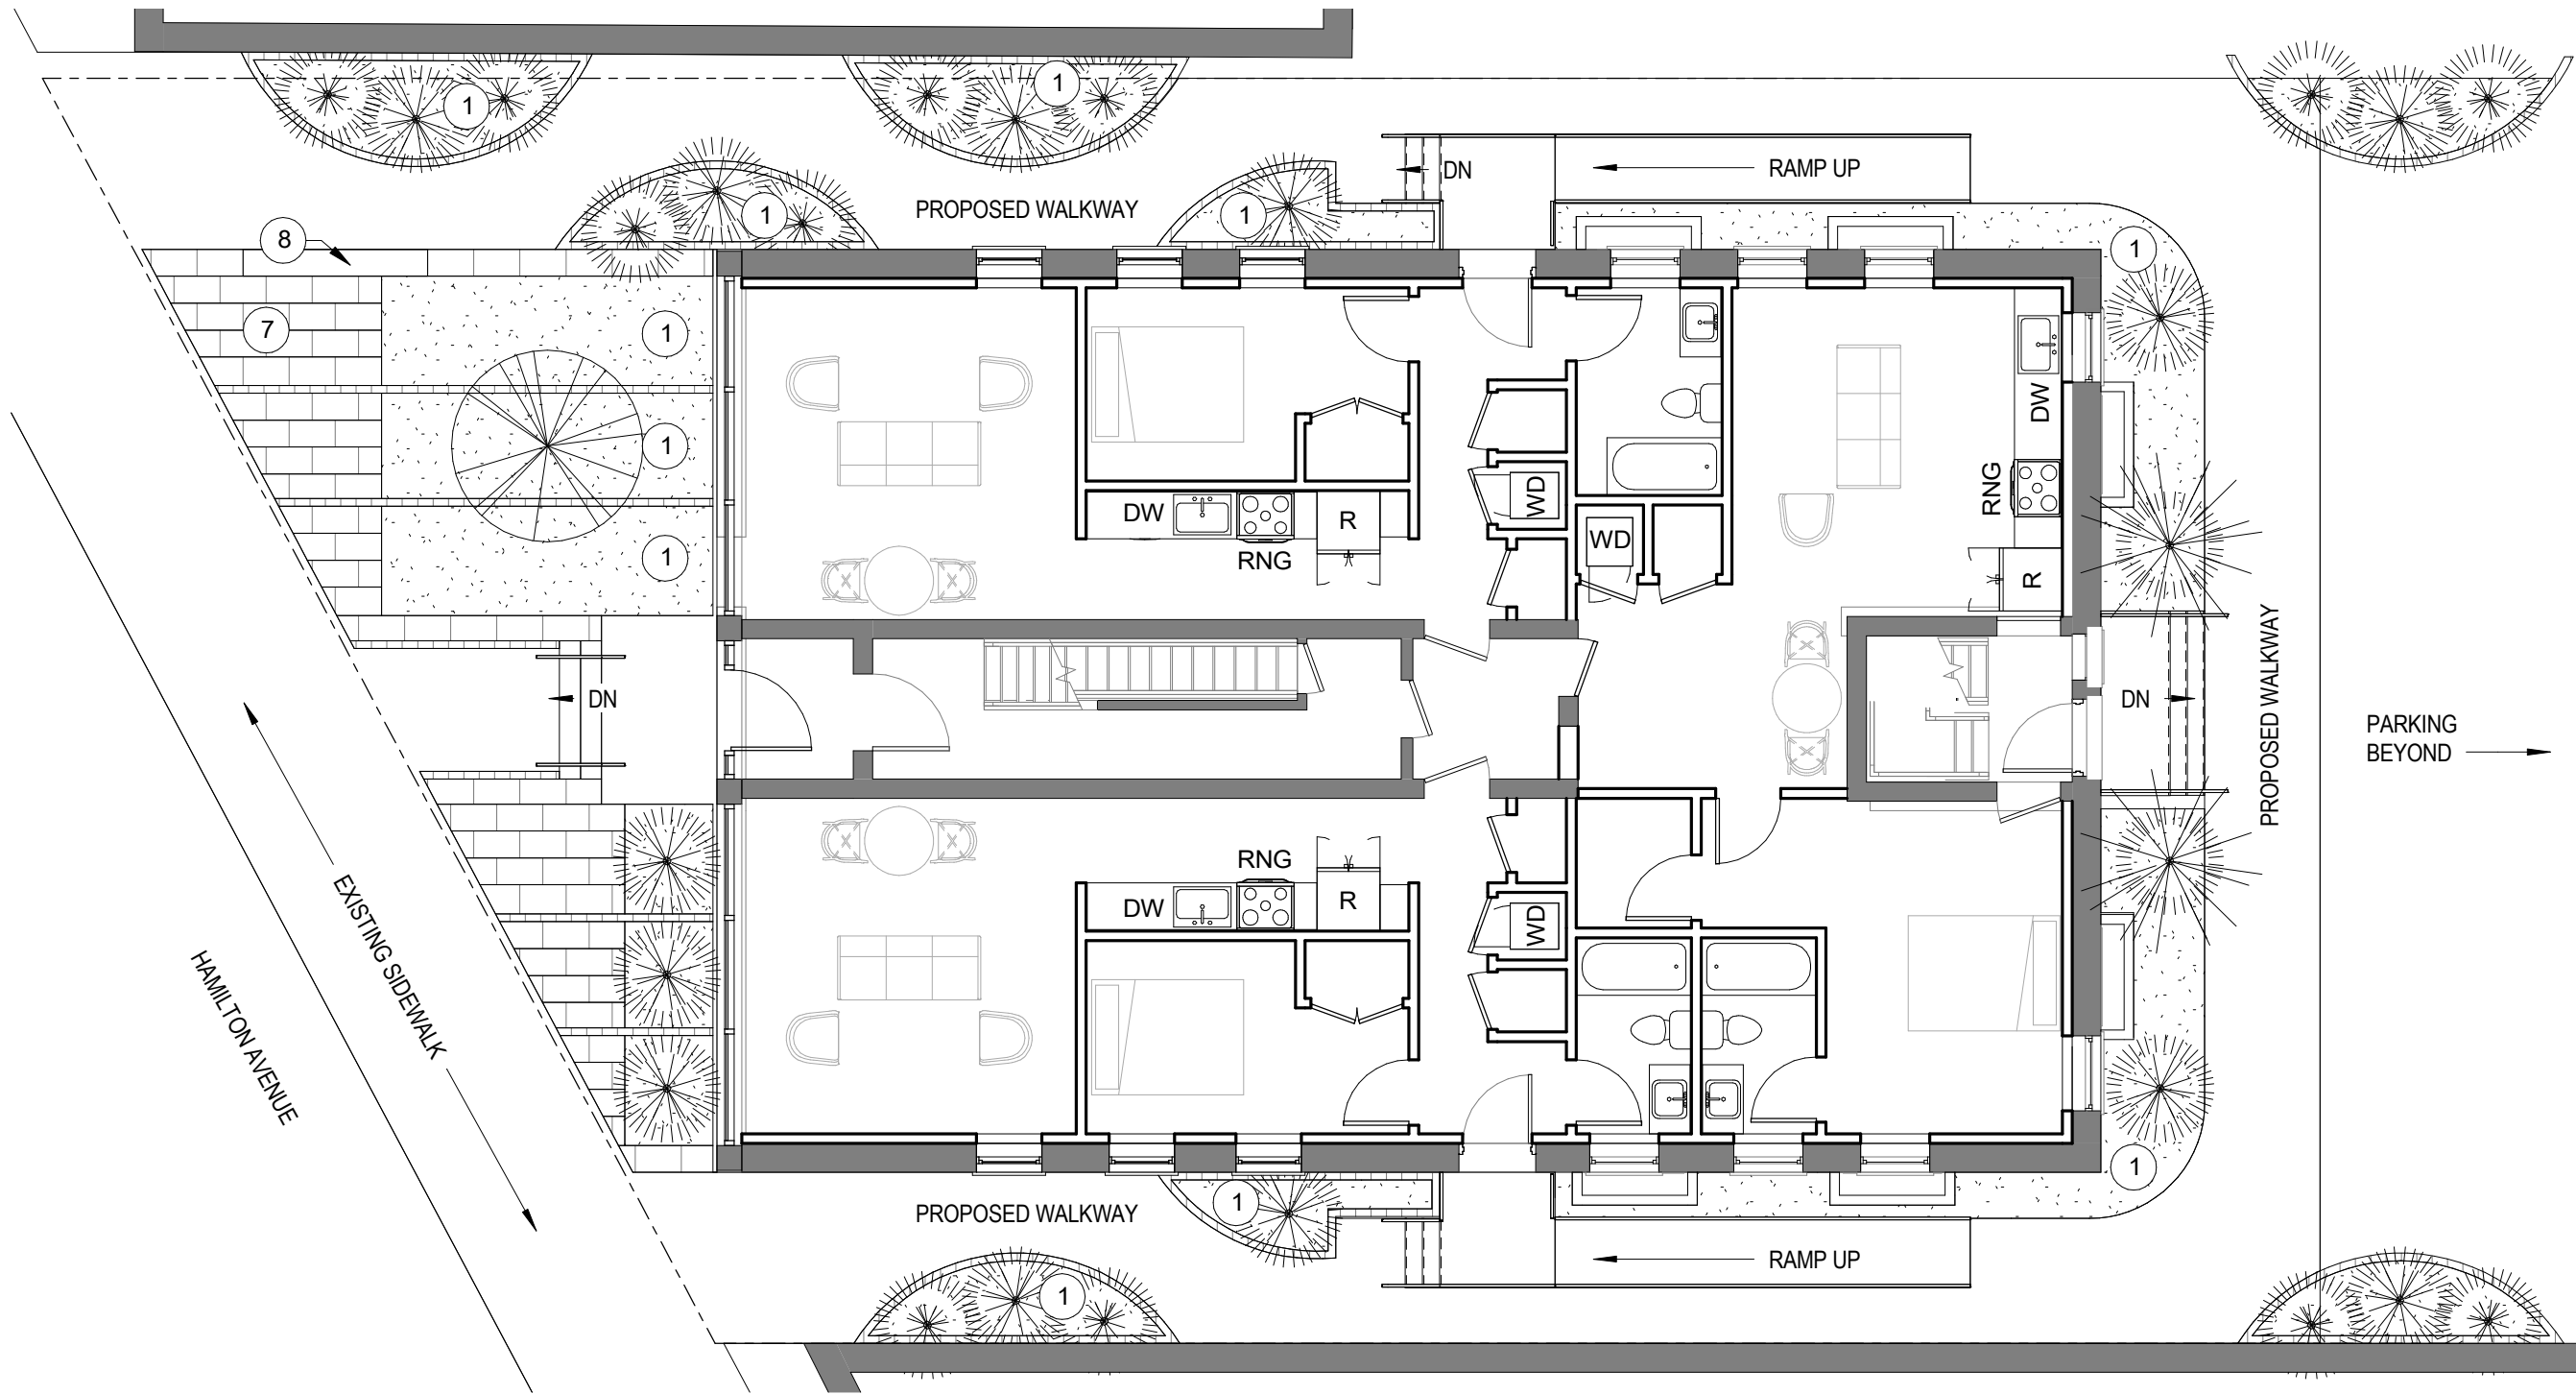 1
1
DN
RAMP UP
1
PROPOSED WALKWAY
1
8
1
7
1
DW
1
RNG
DW
R
WD
RNG
WD
1
R
PROPOSED WALKWAY
DN
DN
PARKING
BEYOND
EXISTING SIDEWALK
HAMILTON AVENUE
RNG
DW
R
WD
1
1
PROPOSED WALKWAY
RAMP UP
1